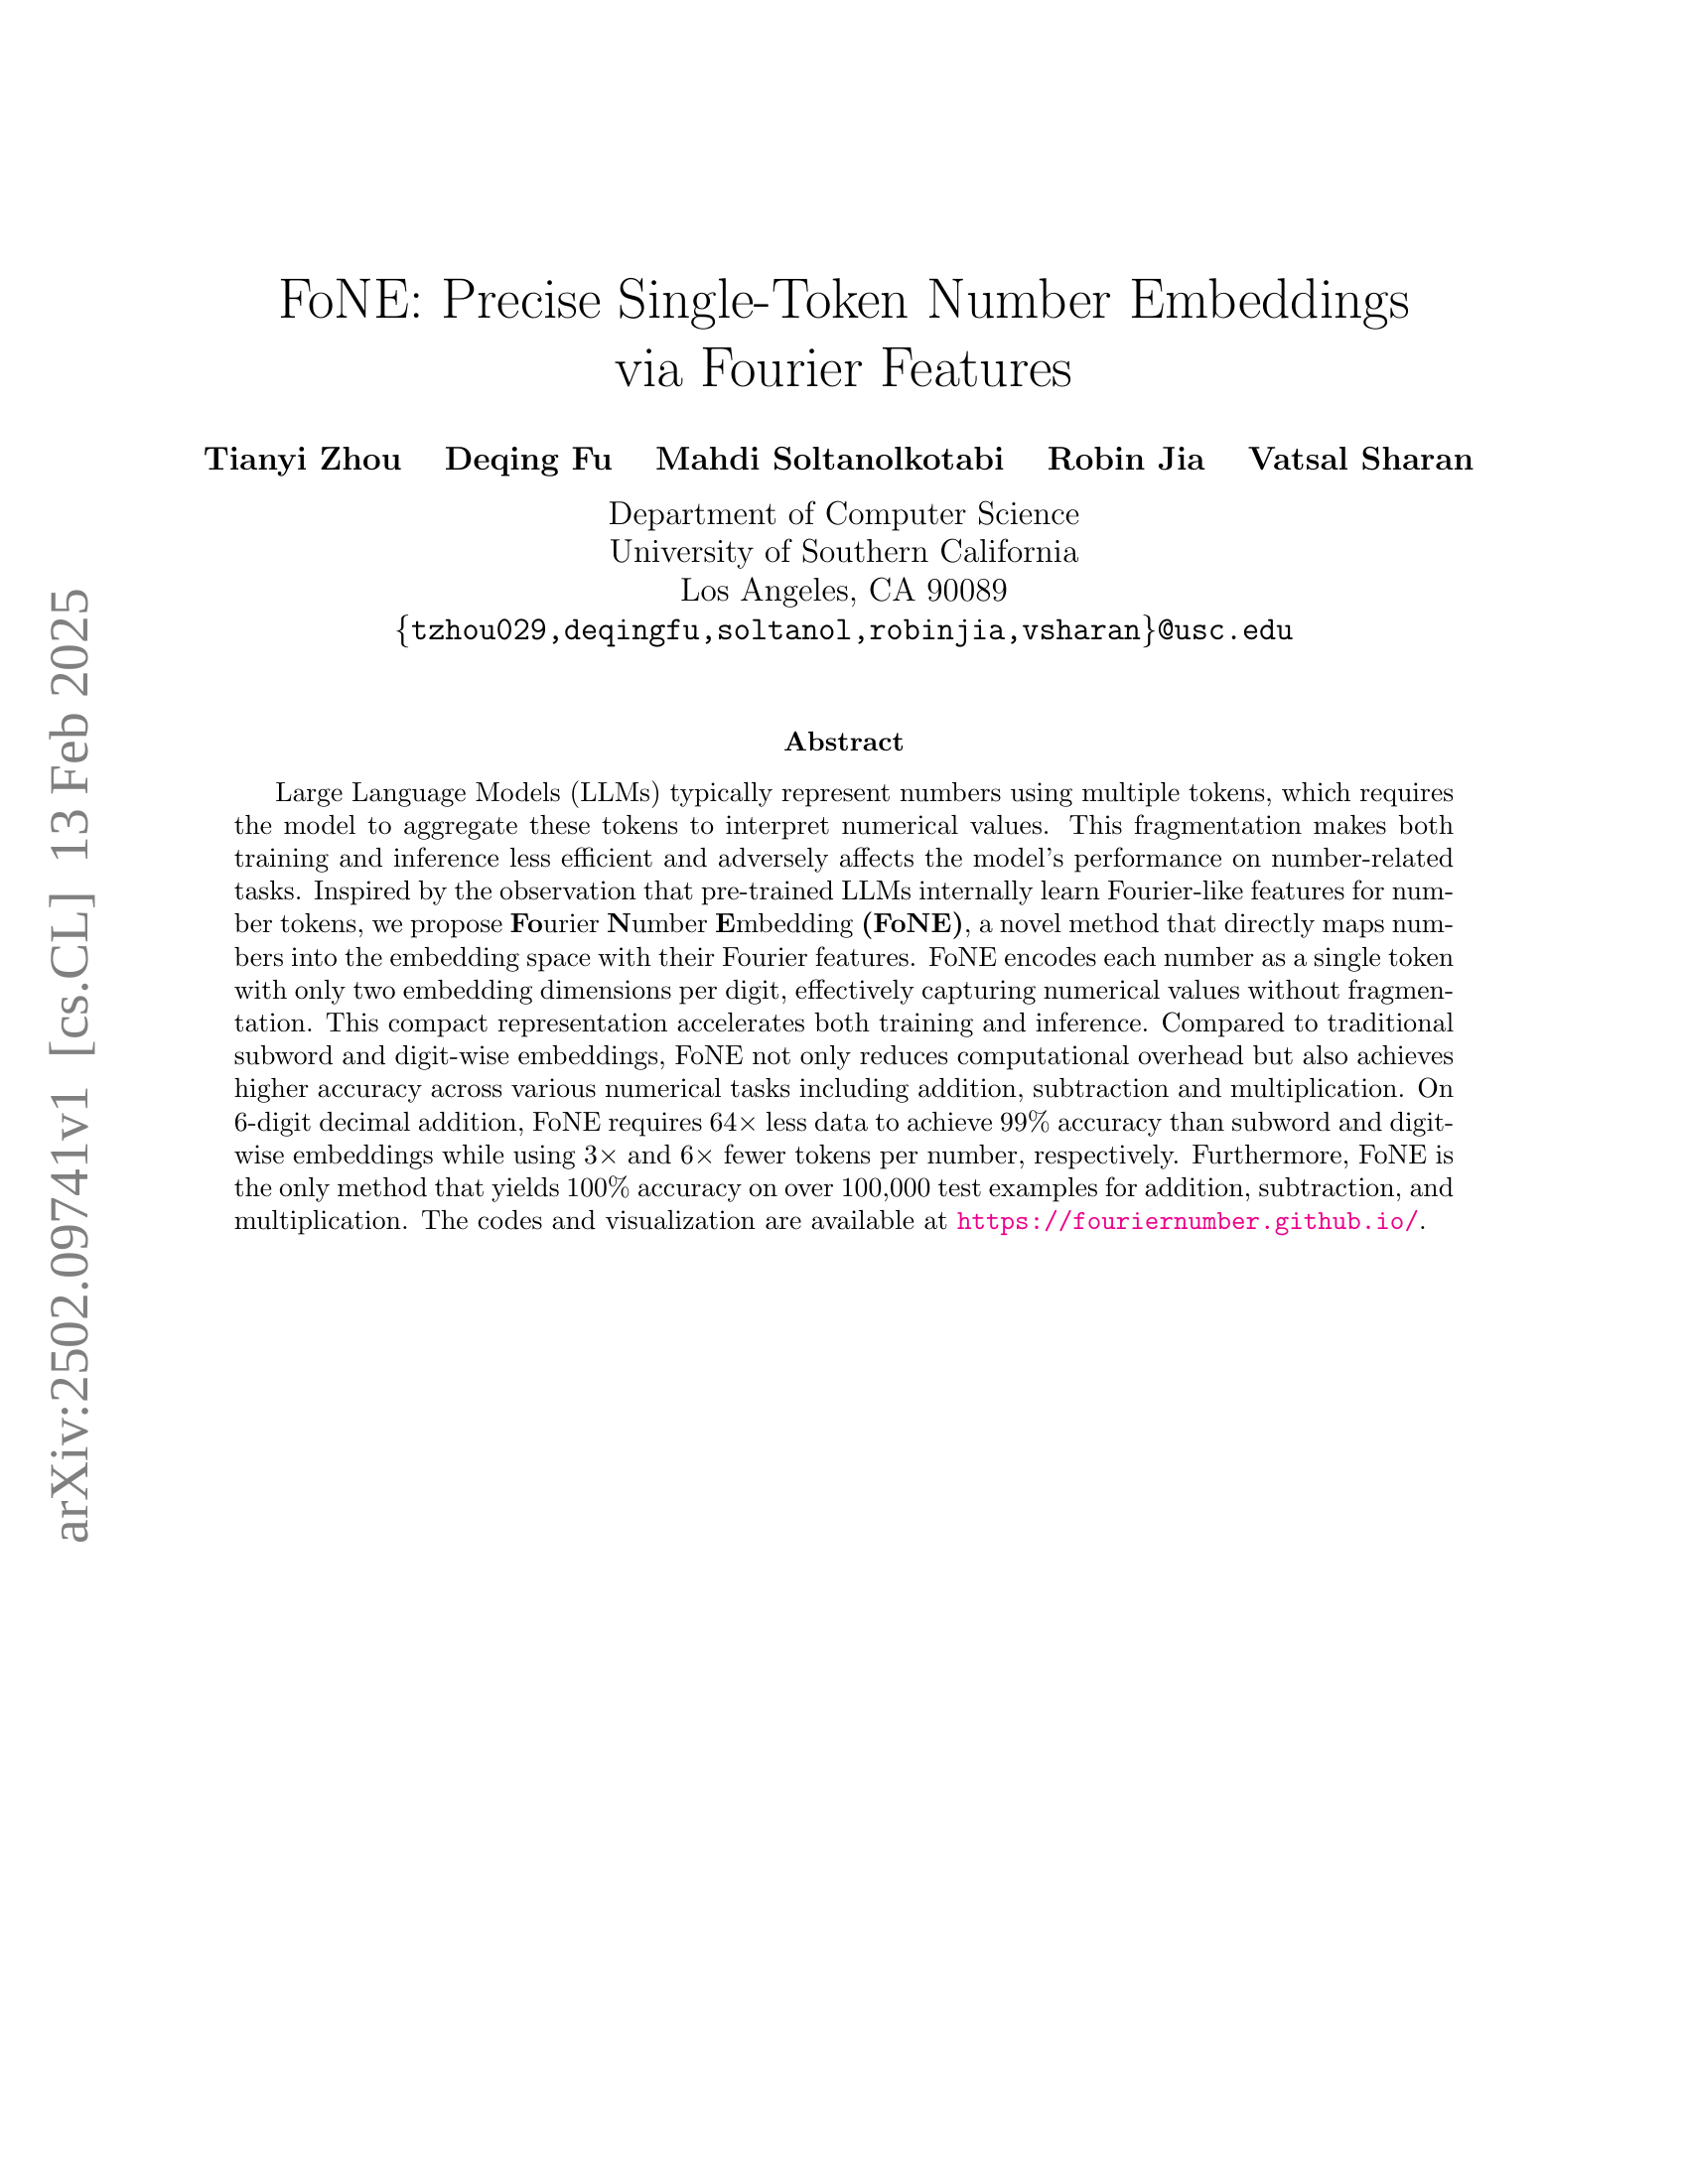 FoNE: Precise Single-Token Number Embeddings
via Fourier Features
Tianyi Zhou Deqing Fu Mahdi Soltanolkotabi Robin Jia Vatsal Sharan
Department of Computer Science
University of Southern California
Los Angeles, CA 90089
{tzhou029,deqingfu,soltanol,robinjia,vsharan}@usc.edu
Abstract
Large Language Models (LLMs) typically represent numbers using multiple tokens, which requires
the model to aggregate these tokens to interpret numerical values. This fragmentation makes both
training and inference less efficient and adversely affects the model's performance on number-related
tasks. Inspired by the observation that pre-trained LLMs internally learn Fourier-like features for num-
ber tokens, we propose Fourier Number Embedding (FoNE), a novel method that directly maps num-
bers into the embedding space with their Fourier features. FoNE encodes each number as a single token
with only two embedding dimensions per digit, effectively capturing numerical values without fragmen-
tation. This compact representation accelerates both training and inference. Compared to traditional
subword and digit-wise embeddings, FoNE not only reduces computational overhead but also achieves
higher accuracy across various numerical tasks including addition, subtraction and multiplication. On
6-digit decimal addition, FoNE requires 64× less data to achieve 99% accuracy than subword and digit-
wise embeddings while using 3× and 6× fewer tokens per number, respectively. Furthermore, FoNE is
the only method that yields 100% accuracy on over 100,000 test examples for addition, subtraction, and
multiplication. The codes and visualization are available at https://fouriernumber.github.io/.
arXiv:2502.09741v1 [cs.CL] 13 Feb 2025